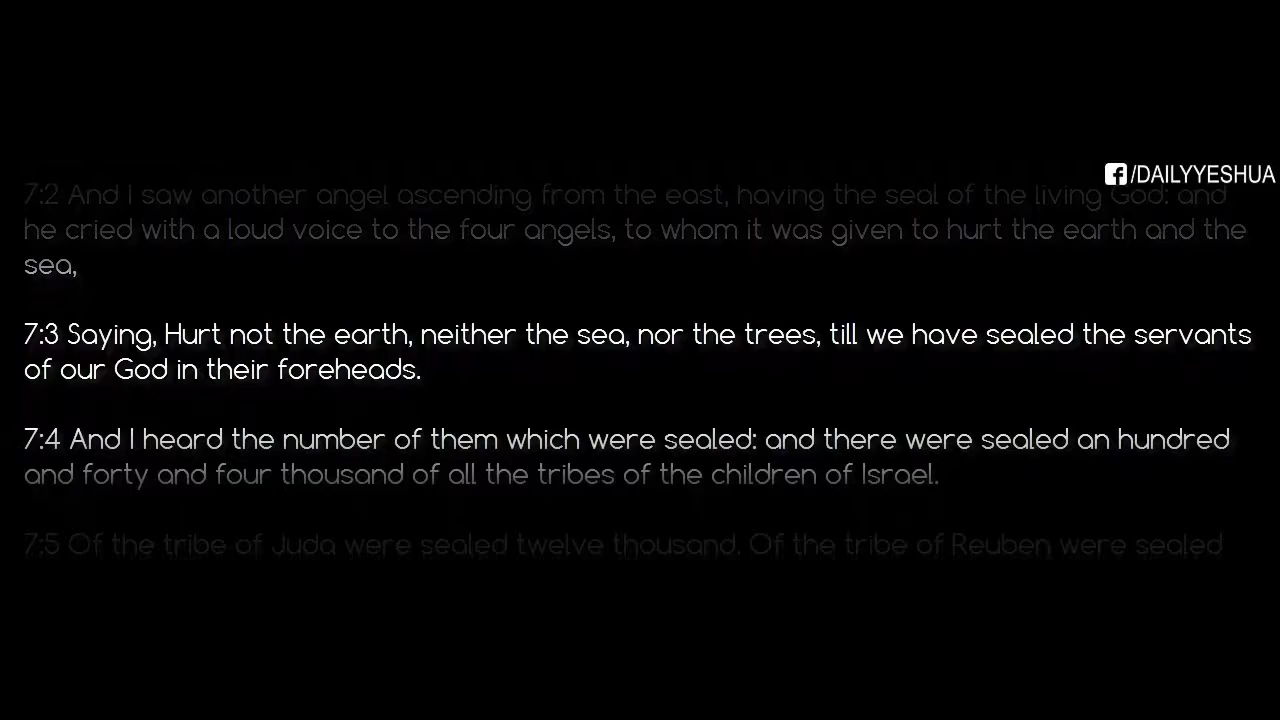 /DAILYYESHUA
7:2 And I saw another angel ascending from the east, having the seal of the living God: and
he cried with a loud voice to the four angels, to whom it was given to hurt the earth and the
sea,
7:3 Saying, Hurt not the earth, neither the sea, nor the trees, till we have sealed the servants
of our God in their foreheads.
7:4 And I heard the number of them which were sealed: and there were sealed an hundred
and forty and four thousand of all the tribes of the children of Israel.
7:5 Of the tribe of Juda were sealed twelve thousand. Of the tribe of Reuben were sealed